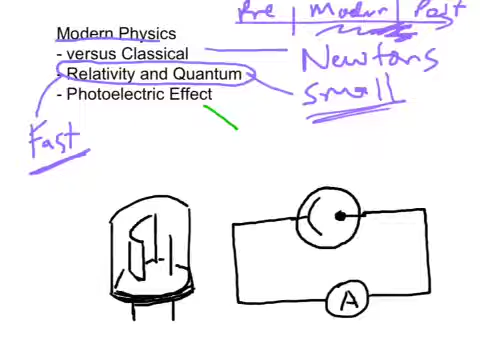 Pre | Modern | Post
Modern Physics
- versus Classical
Newtons
- Relativity and Quantum
small
- Photoelectric Effect
Fast
A